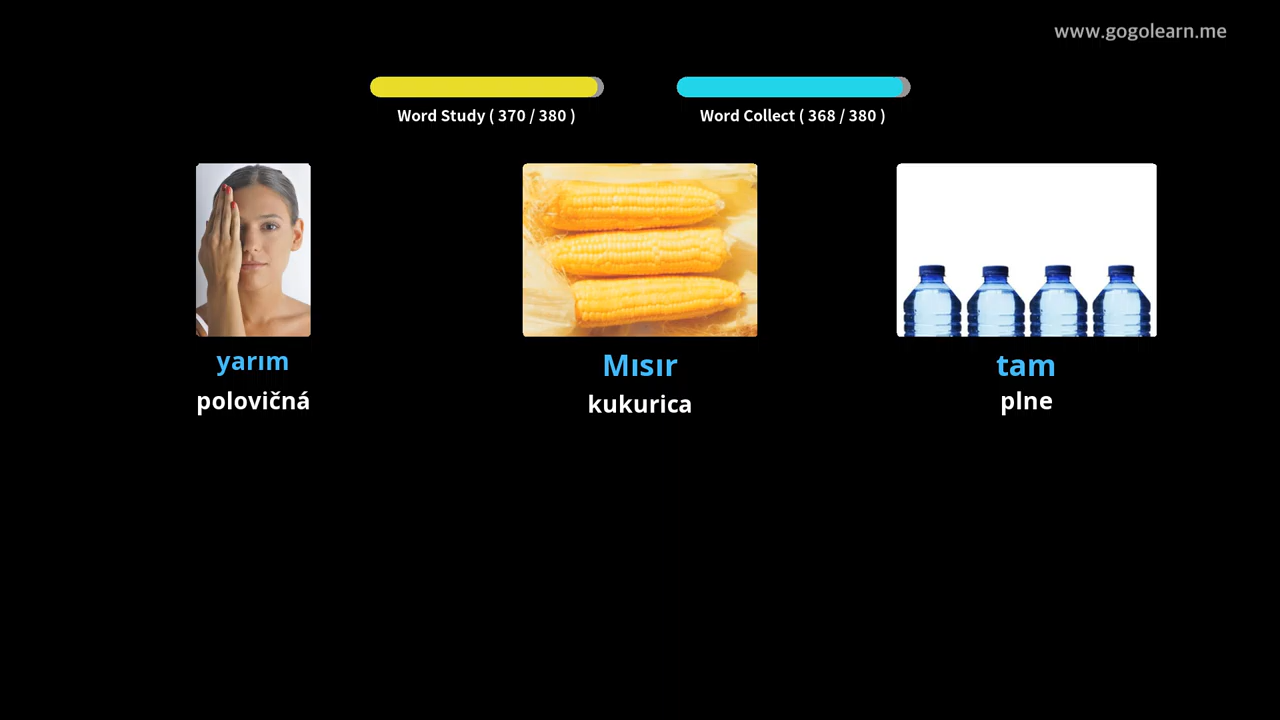 www.gogolearn.me
Word Study ( 370 / 380 )
Word Collect ( 368 / 380 )
yarım
polovičná
Mısır
kukurica
tam
plne